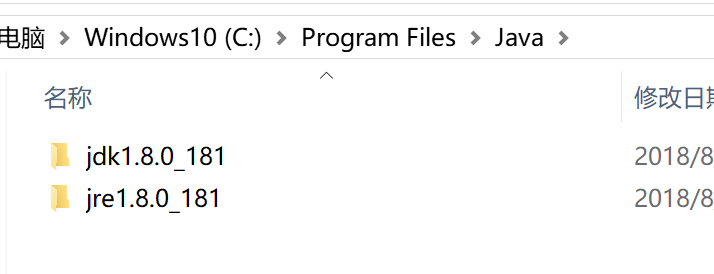 电脑 > Windows10 (C:) > Program Files > Java >
名称 修改日期
jdk1.8.0_181 2018/8
jre1.8.0_181 2018/8